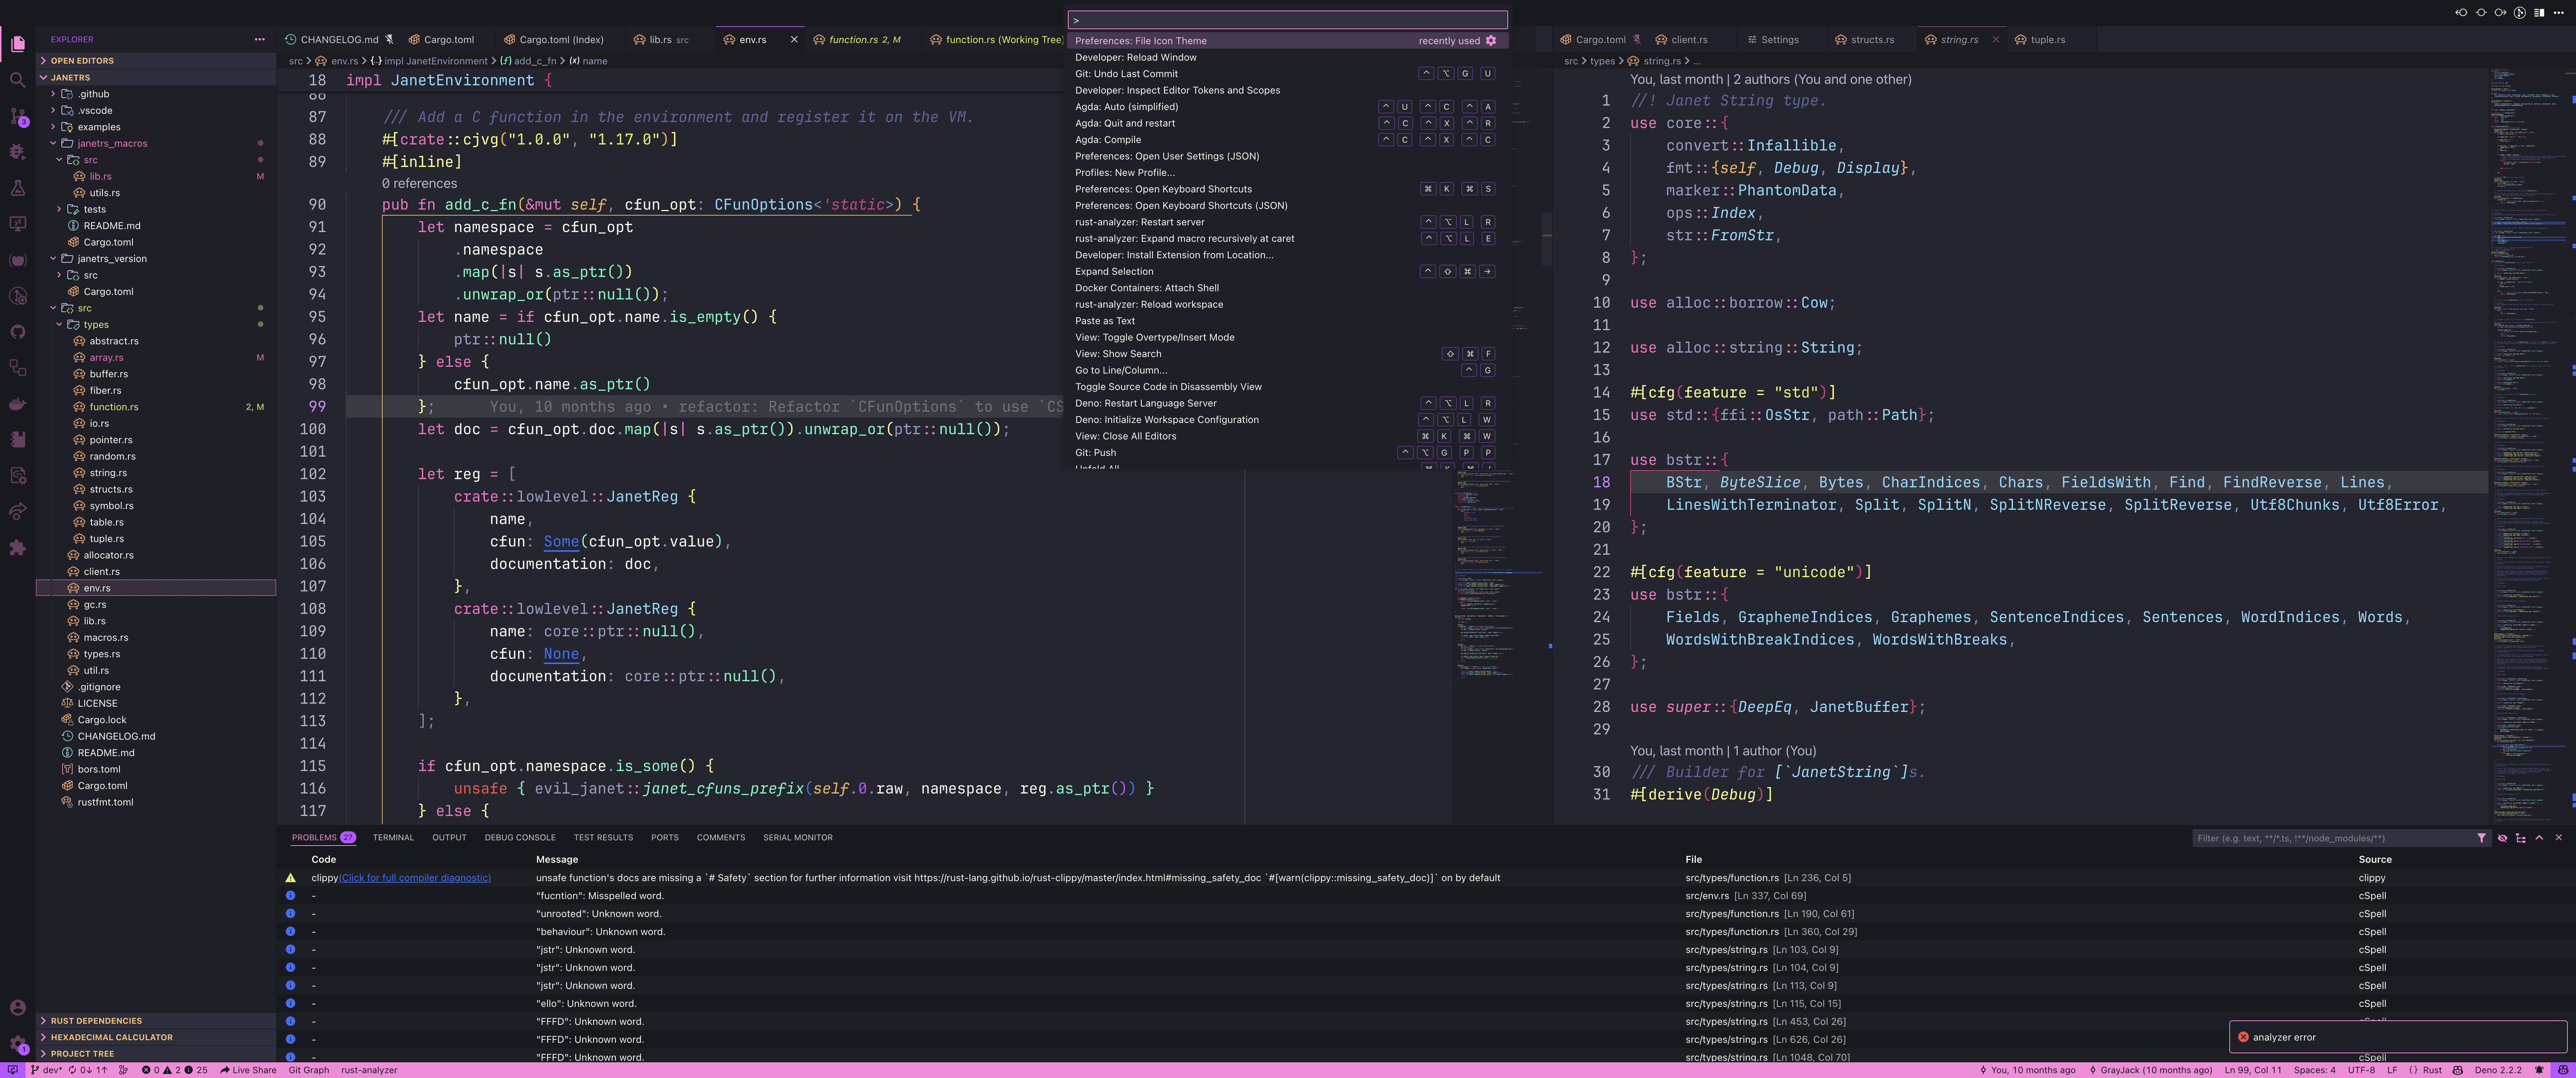 EXPLORER
OPEN EDITORS
JANETRS
.github
.vscode
examples
janetrs_macros
src
lib.rs M
utils.rs
tests
README.md
Cargo.toml
janetrs_version
src
Cargo.toml
src
types
abstract.rs
array.rs M
buffer.rs
fiber.rs
function.rs 2, M
io.rs
pointer.rs
random.rs
string.rs
structs.rs
symbol.rs
table.rs
tuple.rs
allocator.rs
client.rs
env.rs
gc.rs
lib.rs
macros.rs
types.rs
util.rs
.gitignore
LICENSE
Cargo.lock
CHANGELOG.md
README.md
bors.toml
Cargo.toml
rustfmt.toml
RUST DEPENDENCIES
HEXADECIMAL CALCULATOR
PROJECT TREE
3
1
CHANGELOG.md Cargo.toml Cargo.toml (Index) lib.rs src env.rs function.rs 2, M function.rs (Working Tree)
src > env.rs > {} impl JanetEnvironment > add_c_fn > name
18 impl JanetEnvironment {
86
87 /// Add a C function in the environment and register it on the VM.
88 #[crate::cjvg("1.0.0", "1.17.0")]
89 #[inline]
0 references
90 pub fn add_c_fn(&mut self, cfun_opt: CFunOptions<'static>) {
91 let namespace = cfun_opt
92 .namespace
93 .map(|s| s.as_ptr())
94 .unwrap_or(ptr::null());
95 let name = if cfun_opt.name.is_empty() {
96 ptr::null()
97 } else {
98 cfun_opt.name.as_ptr()
99 }; You, 10 months ago • refactor: Refactor `CFunOptions` to use `CS
100 let doc = cfun_opt.doc.map(|s| s.as_ptr()).unwrap_or(ptr::null());
101
102 let reg = [
103 crate::lowlevel::JanetReg {
104 name,
105 cfun: Some(cfun_opt.value),
106 documentation: doc,
107 },
108 crate::lowlevel::JanetReg {
109 name: core::ptr::null(),
110 cfun: None,
111 documentation: core::ptr::null(),
112 },
113 ];
114
115 if cfun_opt.namespace.is_some() {
116 unsafe { evil_janet::janet_cfuns_prefix(self.0.raw, namespace, reg.as_ptr()) }
117 } else {
>
Preferences: File Icon Theme recently used
Developer: Reload Window
Git: Undo Last Commit ⌃ ⌥ G U
Developer: Inspect Editor Tokens and Scopes
Agda: Auto (simplified) ⌃ U ⌃ C ⌃ A
Agda: Quit and restart ⌃ C ⌃ X ⌃ R
Agda: Compile ⌃ C ⌃ X ⌃ C
Preferences: Open User Settings (JSON)
Profiles: New Profile...
Preferences: Open Keyboard Shortcuts ⌘ K ⌘ S
Preferences: Open Keyboard Shortcuts (JSON)
rust-analyzer: Restart server ⌃ ⌥ L R
rust-analyzer: Expand macro recursively at caret ⌃ ⌥ L E
Developer: Install Extension from Location...
Expand Selection ⌃ ⇧ ⌘ →
Docker Containers: Attach Shell
rust-analyzer: Reload workspace
Paste as Text
View: Toggle Overtype/Insert Mode
View: Show Search ⇧ ⌘ F
Go to Line/Column... ⌃ G
Toggle Source Code in Disassembly View
Deno: Restart Language Server ⌃ ⌥ L R
Deno: Initialize Workspace Configuration ⌃ ⌥ L W
View: Close All Editors ⌘ K ⌘ W
Git: Push ⌃ ⌥ G P P
Unfold All
Cargo.toml client.rs Settings structs.rs string.rs tuple.rs
src > types > string.rs > ...
You, last month | 2 authors (You and one other)
1 //! Janet String type.
2 use core::{
3 convert::Infallible,
4 fmt::{self, Debug, Display},
5 marker::PhantomData,
6 ops::Index,
7 str::FromStr,
8 };
9
10 use alloc::borrow::Cow;
11
12 use alloc::string::String;
13
14 #[cfg(feature = "std")]
15 use std::{ffi::OsStr, path::Path};
16
17 use bstr::{
18 BStr, ByteSlice, Bytes, CharIndices, Chars, FieldsWith, Find, FindReverse, Lines,
19 LinesWithTerminator, Split, SplitN, SplitNReverse, SplitReverse, Utf8Chunks, Utf8Error,
20 };
21
22 #[cfg(feature = "unicode")]
23 use bstr::{
24 Fields, GraphemeIndices, Graphemes, SentenceIndices, Sentences, WordIndices, Words,
25 WordsWithBreakIndices, WordsWithBreaks,
26 };
27
28 use super::{DeepEq, JanetBuffer};
29
You, last month | 1 author (You)
30 /// Builder for [`JanetString`]s.
31 #[derive(Debug)]
PROBLEMS 27 TERMINAL OUTPUT DEBUG CONSOLE TEST RESULTS PORTS COMMENTS SERIAL MONITOR Filter (e.g. text, **/*.ts, !**/node_modules/**)
Code Message File Source
clippy(Click for full compiler diagnostic) unsafe function's docs are missing a `# Safety` section for further information visit https://rust-lang.github.io/rust-clippy/master/index.html#missing_safety_doc `#[warn(clippy::missing_safety_doc)]` on by default src/types/function.rs [Ln 236, Col 5] clippy
- "fucntion": Misspelled word. src/env.rs [Ln 337, Col 69] cSpell
- "unrooted": Unknown word. src/types/function.rs [Ln 190, Col 61] cSpell
- "behaviour": Unknown word. src/types/function.rs [Ln 360, Col 29] cSpell
- "jstr": Unknown word. src/types/string.rs [Ln 103, Col 9] cSpell
- "jstr": Unknown word. src/types/string.rs [Ln 104, Col 9] cSpell
- "jstr": Unknown word. src/types/string.rs [Ln 113, Col 9] cSpell
- "ello": Unknown word. src/types/string.rs [Ln 115, Col 15] cSpell
- "FFFD": Unknown word. src/types/string.rs [Ln 453, Col 26]
- "FFFD": Unknown word. src/types/string.rs [Ln 626, Col 26]
- "FFFD": Unknown word. src/types/string.rs [Ln 1048, Col 70] cSpell
analyzer error
dev* 0↓ 1↑ 0 2 25 Live Share Git Graph rust-analyzer You, 10 months ago GrayJack (10 months ago) Ln 99, Col 11 Spaces: 4 UTF-8 LF {} Rust Deno 2.2.2